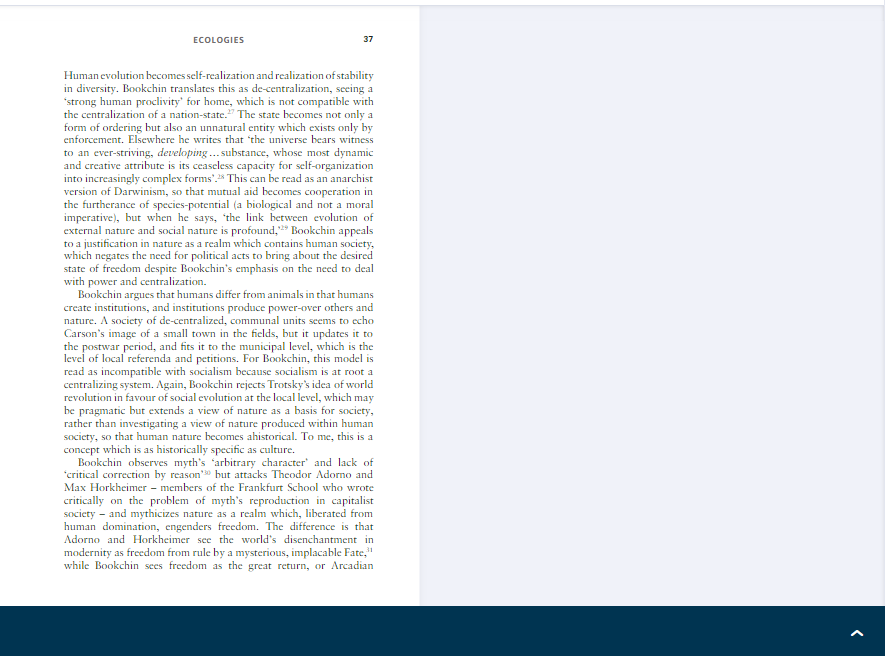 ECOLOGIES 37
Human evolution becomes self-realization and realization of stability
in diversity. Bookchin translates this as de-centralization, seeing a
‘strong human proclivity’ for home, which is not compatible with
the centralization of a nation-state.27 The state becomes not only a
form of ordering but also an unnatural entity which exists only by
enforcement. Elsewhere he writes that ‘the universe bears witness
to an ever-striving, developing … substance, whose most dynamic
and creative attribute is its ceaseless capacity for self-organization
into increasingly complex forms’.28 This can be read as an anarchist
version of Darwinism, so that mutual aid becomes cooperation in
the furtherance of species-potential (a biological and not a moral
imperative), but when he says, ‘the link between evolution of
external nature and social nature is profound,’29 Bookchin appeals
to a justification in nature as a realm which contains human society,
which negates the need for political acts to bring about the desired
state of freedom despite Bookchin’s emphasis on the need to deal
with power and centralization.
Bookchin argues that humans differ from animals in that humans
create institutions, and institutions produce power-over others and
nature. A society of de-centralized, communal units seems to echo
Carson’s image of a small town in the fields, but it updates it to
the postwar period, and fits it to the municipal level, which is the
level of local referenda and petitions. For Bookchin, this model is
read as incompatible with socialism because socialism is at root a
centralizing system. Again, Bookchin rejects Trotsky’s idea of world
revolution in favour of social evolution at the local level, which may
be pragmatic but extends a view of nature as a basis for society,
rather than investigating a view of nature produced within human
society, so that human nature becomes ahistorical. To me, this is a
concept which is as historically specific as culture.
Bookchin observes myth’s ‘arbitrary character’ and lack of
‘critical correction by reason’30 but attacks Theodor Adorno and
Max Horkheimer – members of the Frankfurt School who wrote
critically on the problem of myth’s reproduction in capitalist
society – and mythicizes nature as a realm which, liberated from
human domination, engenders freedom. The difference is that
Adorno and Horkheimer see the world’s disenchantment in
modernity as freedom from rule by a mysterious, implacable Fate,31
while Bookchin sees freedom as the great return, or Arcadian